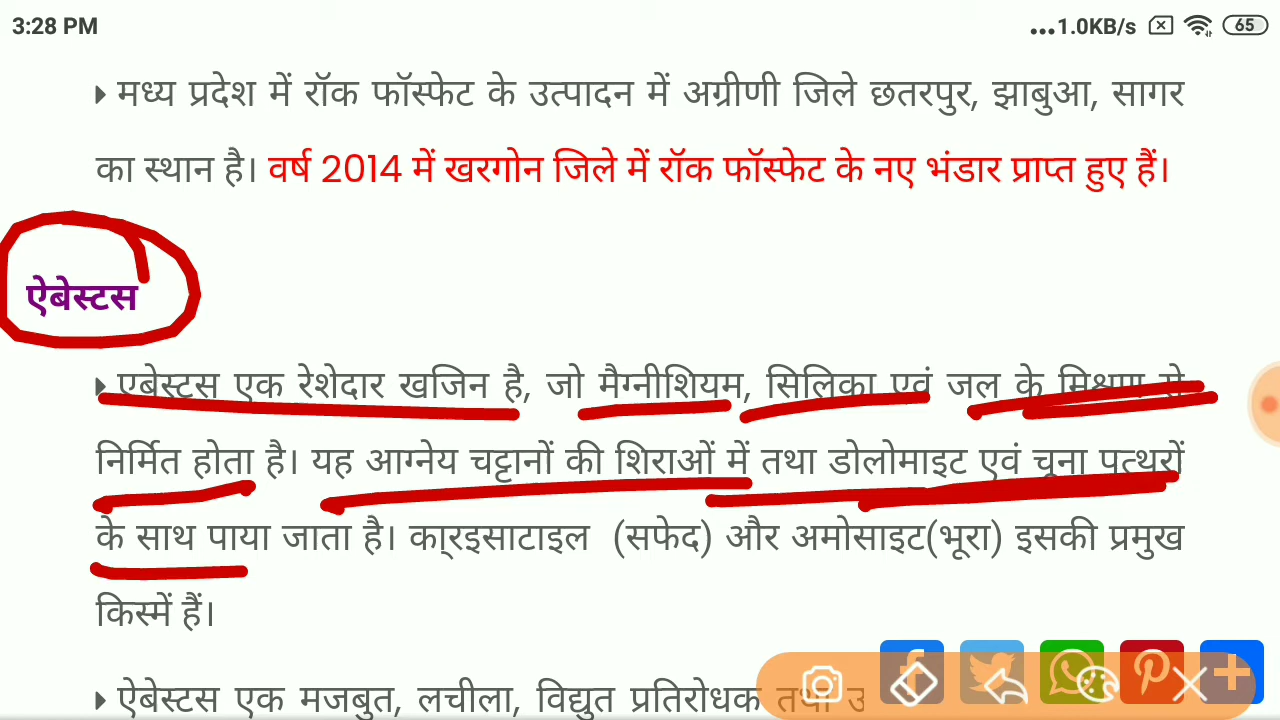 3:28 PM ...1.0KB/s 65
मध्य प्रदेश में रॉक फॉस्फेट के उत्पादन में अग्रीणी जिले छतरपुर, झाबुआ, सागर
का स्थान है। वर्ष 2014 में खरगोन जिले में रॉक फॉस्फेट के नए भंडार प्राप्त हुए हैं।
ऐबेस्टस
एबेस्टस एक रेशेदार खजिन है, जो मैग्नीशियम, सिलिका एवं जल के मिश्रण से
निर्मित होता है। यह आग्नेय चट्टानों की शिराओं में तथा डोलोमाइट एवं चूना पत्थरों
के साथ पाया जाता है। का्रइसाटाइल (सफेद) और अमोसाइट(भूरा) इसकी प्रमुख
किस्में हैं।
ऐबेस्टस एक मजबुत, लचीला, विद्युत प्रतिरोधक तथा